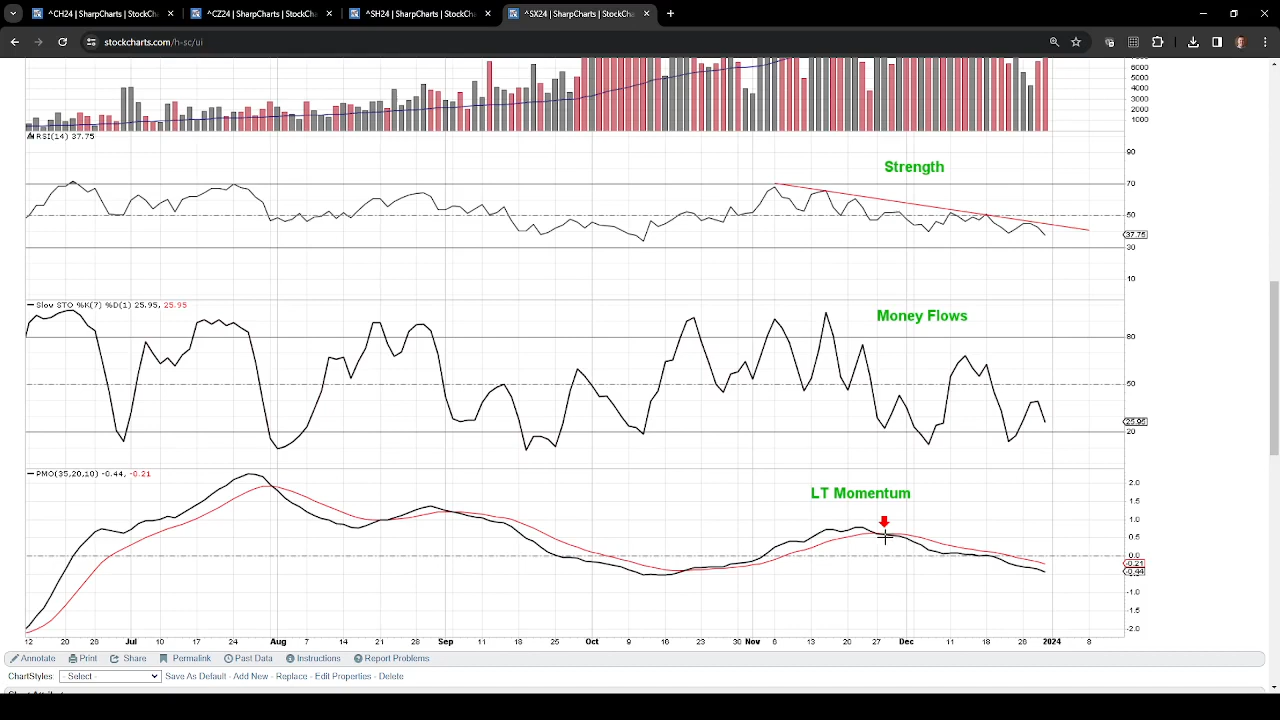 ^CH24 | SharpCharts | StockCh
^CZ24 | SharpCharts | StockCh
^SH24 | SharpCharts | StockCh
^SX24 | SharpCharts | StockCh
stockcharts.com/h-sc/ui
6000
5000
4000
3000
2000
1000
RSI(14) 37.75
Strength
90
70
50
37.75
30
10
Slow STO %K(7) %D(1) 25.95, 25.95
Money Flows
80
50
25.95
20
PMO(35,20,10) -0.44, -0.21
LT Momentum
2.0
1.5
1.0
0.5
0.0
-0.21
-0.44
-1.0
-1.5
-2.0
12 20 26 Jul 10 17 24 Aug 7 14 21 28 Sep 11 18 25 Oct 9 16 23 30 Nov 6 13 20 27 Dec 11 18 26 2024 8
Annotate Print Share Permalink Past Data Instructions Report Problems
ChartStyles: - Select - Save As Default - Add New - Replace - Edit Properties - Delete